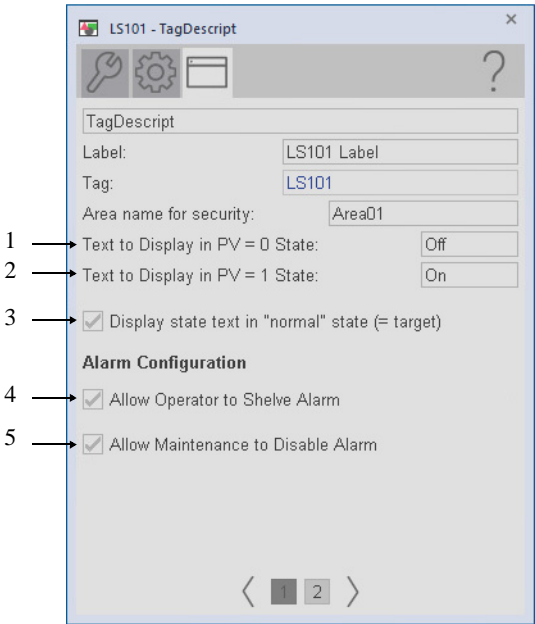 LS101 - TagDescript
TagDescript
Label: LS101 Label
Tag: LS101
Area name for security: Area01
1 Text to Display in PV = 0 State: Off
2 Text to Display in PV = 1 State: On
3 Display state text in "normal" state (= target)
Alarm Configuration
4 Allow Operator to Shelve Alarm
5 Allow Maintenance to Disable Alarm
1 2